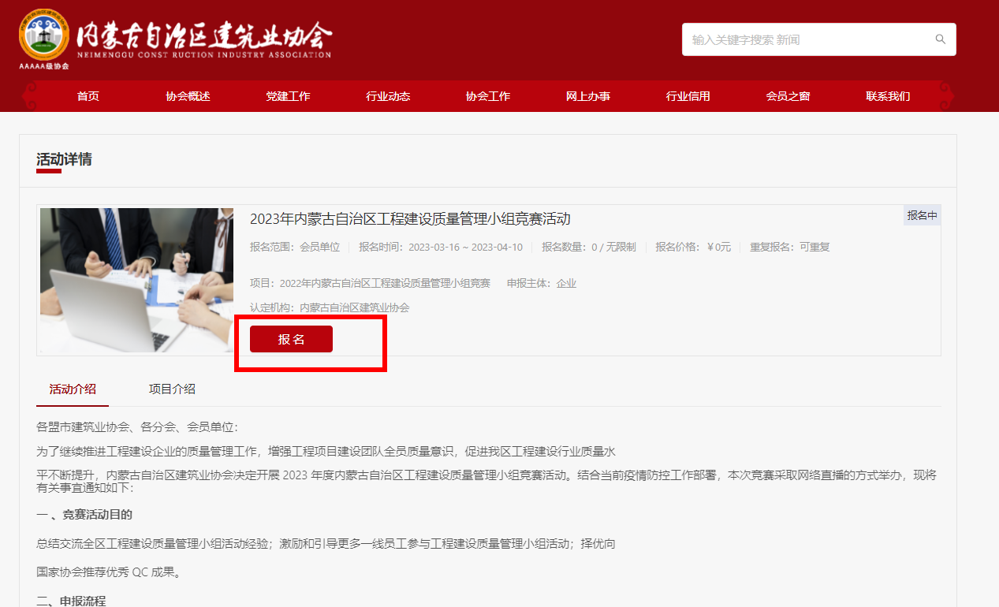 内蒙古自治区建筑业协会
NEIMENGGU CONST RUCTION INDUSTRY ASSOCIATION
AAAAA级协会
输入关键字搜索 新闻
首页 协会概述 党建工作 行业动态 协会工作 网上办事 行业信用 会员之窗 联系我们
活动详情
2023年内蒙古自治区工程建设质量管理小组竞赛活动
报名中
报名范围：会员单位 报名时间：2023-03-16 ~ 2023-04-10 报名数量：0 / 无限制 报名价格：￥0元 重复报名：可重复
项目：2022年内蒙古自治区工程建设质量管理小组竞赛 申报主体：企业
认定机构：内蒙古自治区建筑业协会
报 名
活动介绍 项目介绍
各盟市建筑业协会、各分会、会员单位：
为了继续推进工程建设企业的质量管理工作，增强工程项目建设团队全员质量意识，促进我区工程建设行业质量水
平不断提升，内蒙古自治区建筑业协会决定开展 2023 年度内蒙古自治区工程建设质量管理小组竞赛活动。结合当前疫情防控工作部署，本次竞赛采取网络直播的方式举办，现将
有关事宜通知如下：
一 、竞赛活动目的
总结交流全区工程建设质量管理小组活动经验；激励和引导更多一线员工参与工程建设质量管理小组活动；择优向
国家协会推荐优秀 QC 成果。
二、申报流程